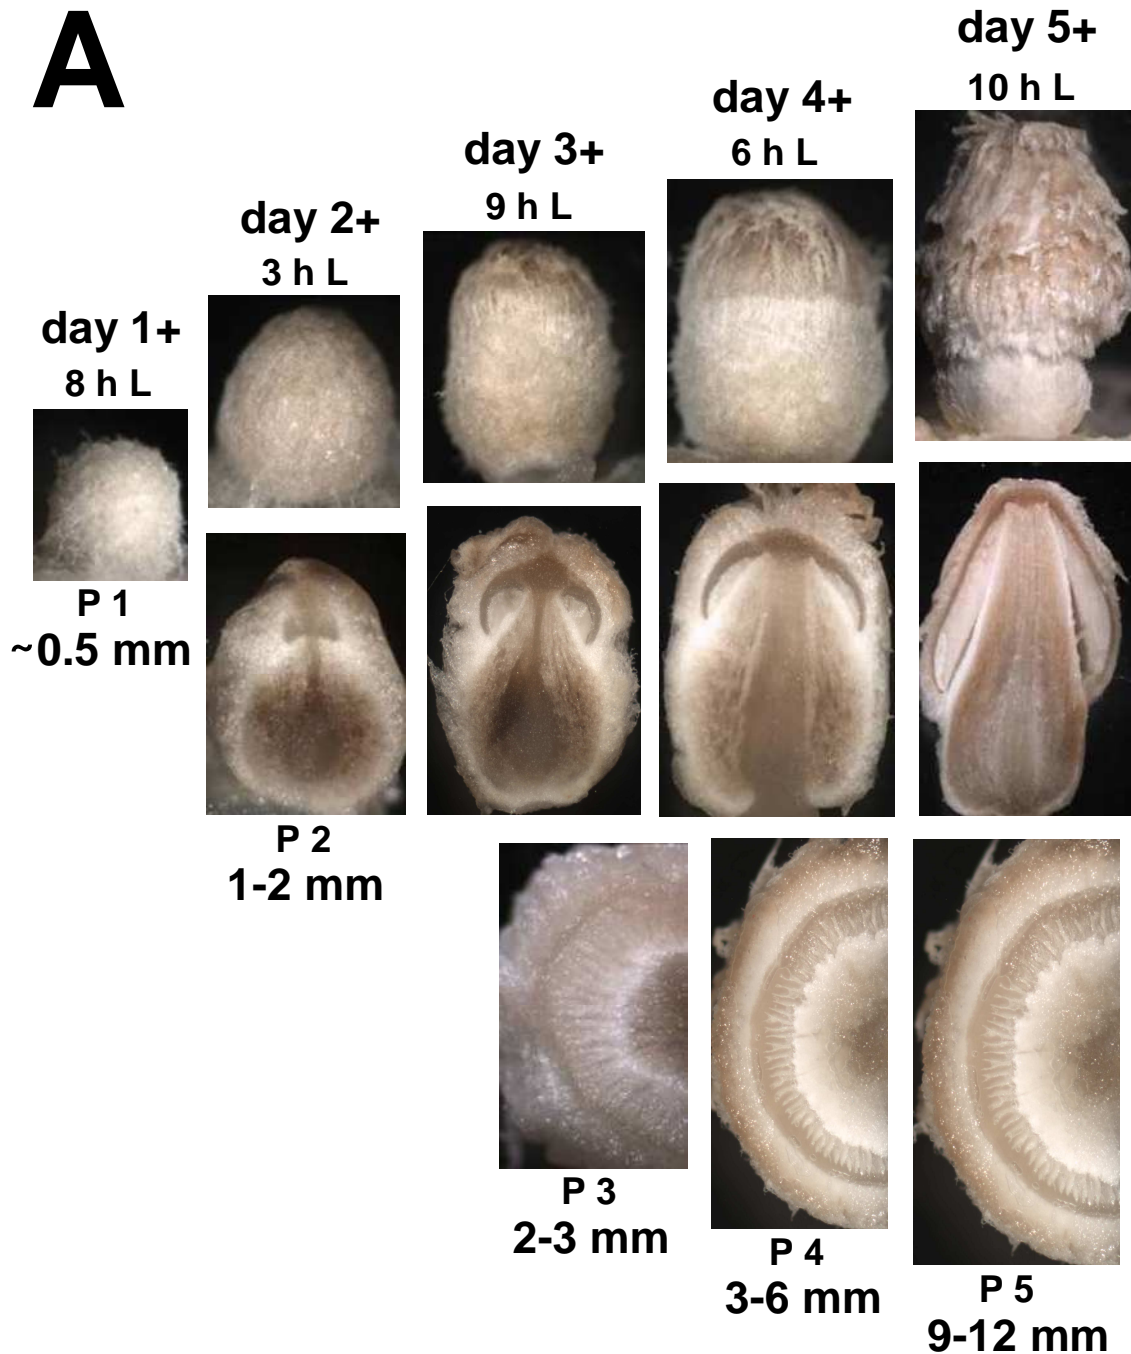 A
day 1+
8 h L
P 1
~0.5 mm
day 2+
3 h L
P 2
1-2 mm
day 3+
9 h L
P 3
2-3 mm
day 4+
6 h L
P 4
3-6 mm
day 5+
10 h L
P 5
9-12 mm